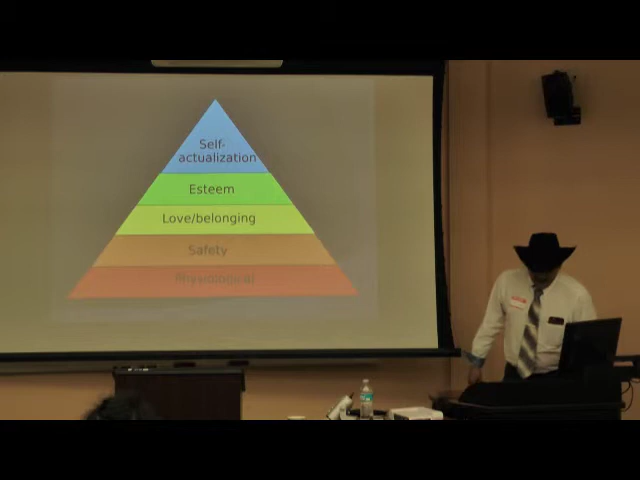 Self-
actualization
Esteem
Love/belonging
Safety
Physiological